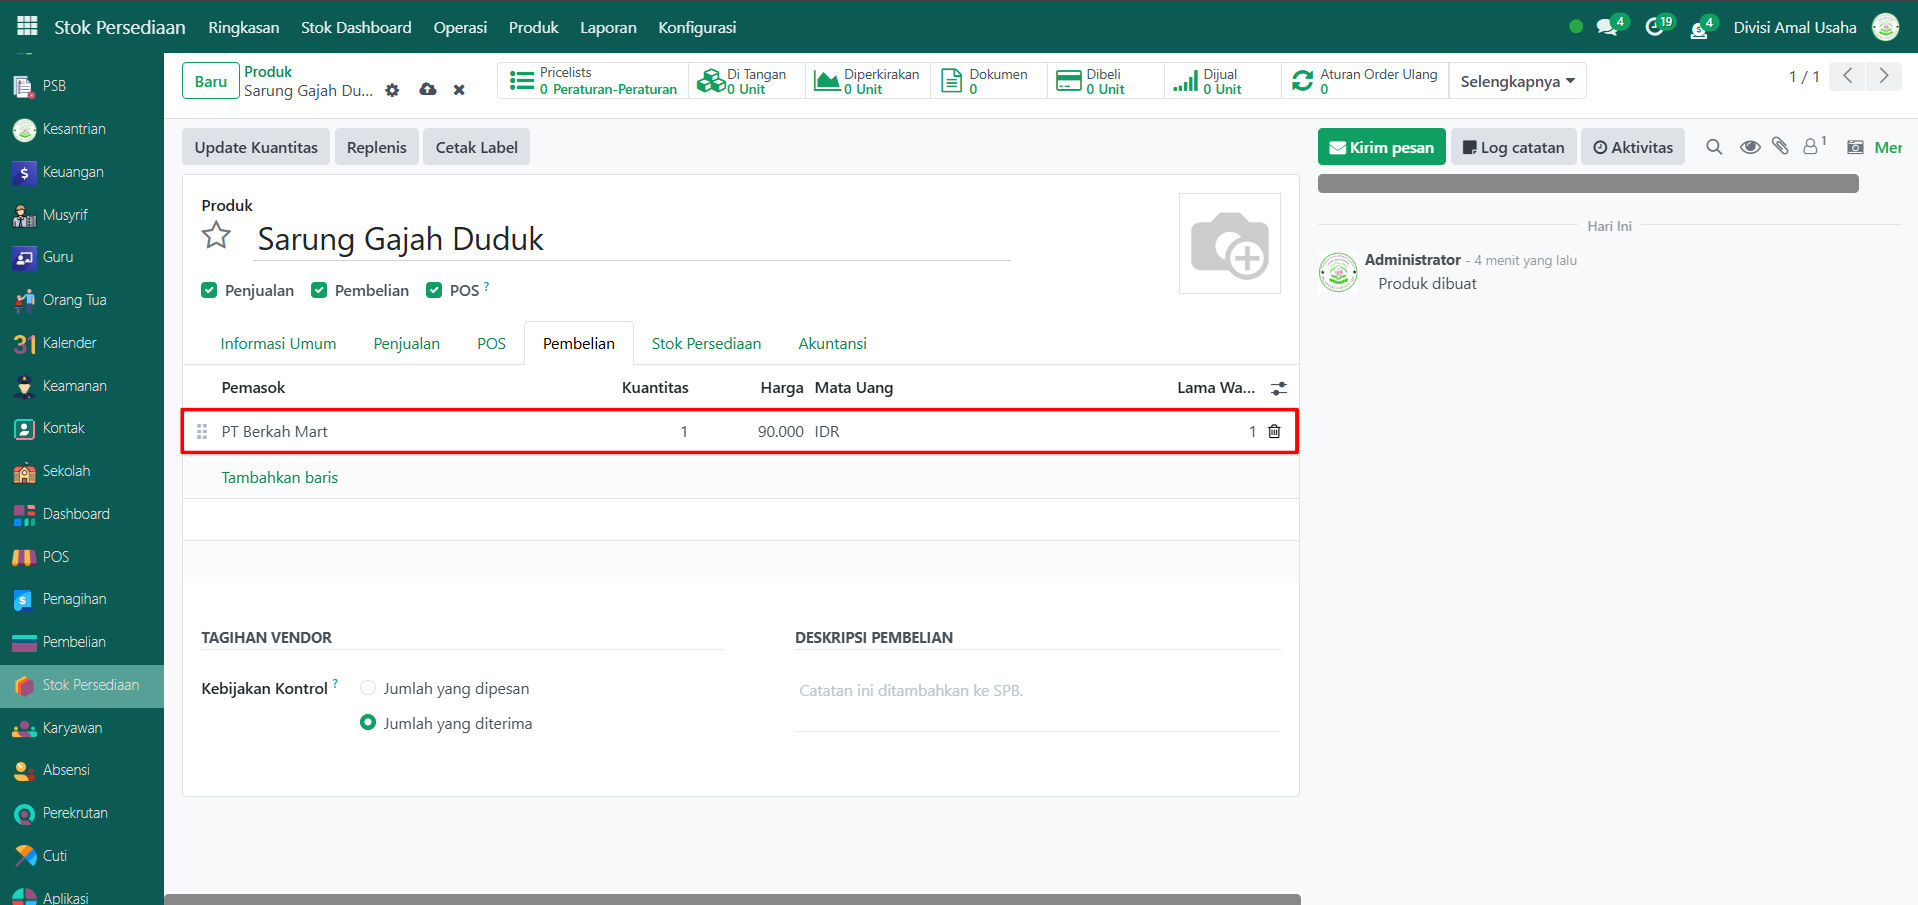 Stok Persediaan Ringkasan Stok Dashboard Operasi Produk Laporan Konfigurasi 4 19 4 Divisi Amal Usaha
PSB
Kesantrian
Keuangan
Musyrif
Guru
Orang Tua
Kalender
Keamanan
Kontak
Sekolah
Dashboard
POS
Penagihan
Pembelian
Stok Persediaan
Karyawan
Absensi
Perekrutan
Cuti
Aplikasi
Baru
Produk
Sarung Gajah Du...
Pricelists
0 Peraturan-Peraturan
Di Tangan
0 Unit
Diperkirakan
0 Unit
Dokumen
0
Dibeli
0 Unit
Dijual
0 Unit
Aturan Order Ulang
0
Selengkapnya
1 / 1
Update Kuantitas Replenis Cetak Label
Produk
Sarung Gajah Duduk
Penjualan Pembelian POS ?
Informasi Umum Penjualan POS Pembelian Stok Persediaan Akuntansi
Pemasok Kuantitas Harga Mata Uang Lama Wa...
PT Berkah Mart 1 90.000 IDR 1
Tambahkan baris
TAGIHAN VENDOR
Kebijakan Kontrol ? Jumlah yang dipesan
Jumlah yang diterima
DESKRIPSI PEMBELIAN
Catatan ini ditambahkan ke SPB.
Kirim pesan Log catatan Aktivitas 1 Mer
Hari Ini
Administrator - 4 menit yang lalu
Produk dibuat